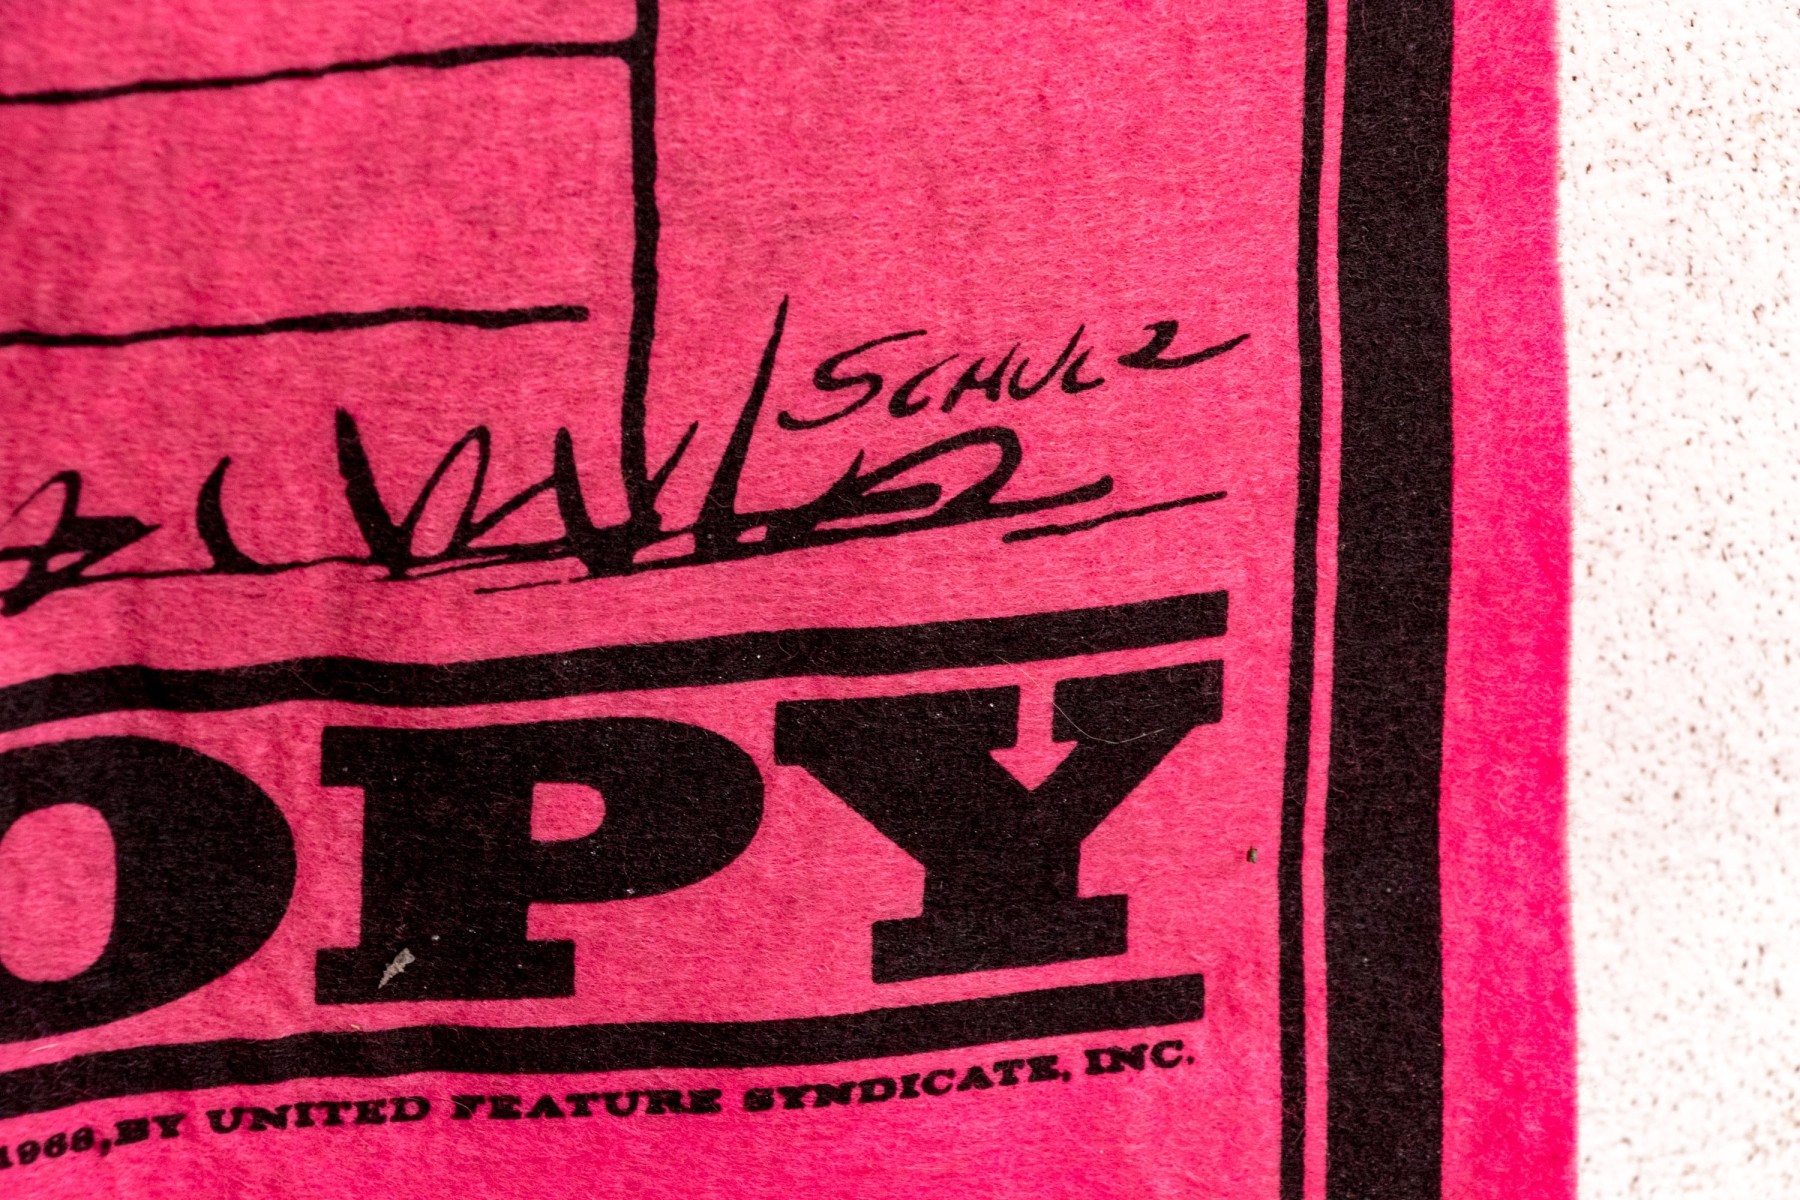 SCHULZ
OPY
1968, BY UNITED FEATURE SYNDICATE, INC.